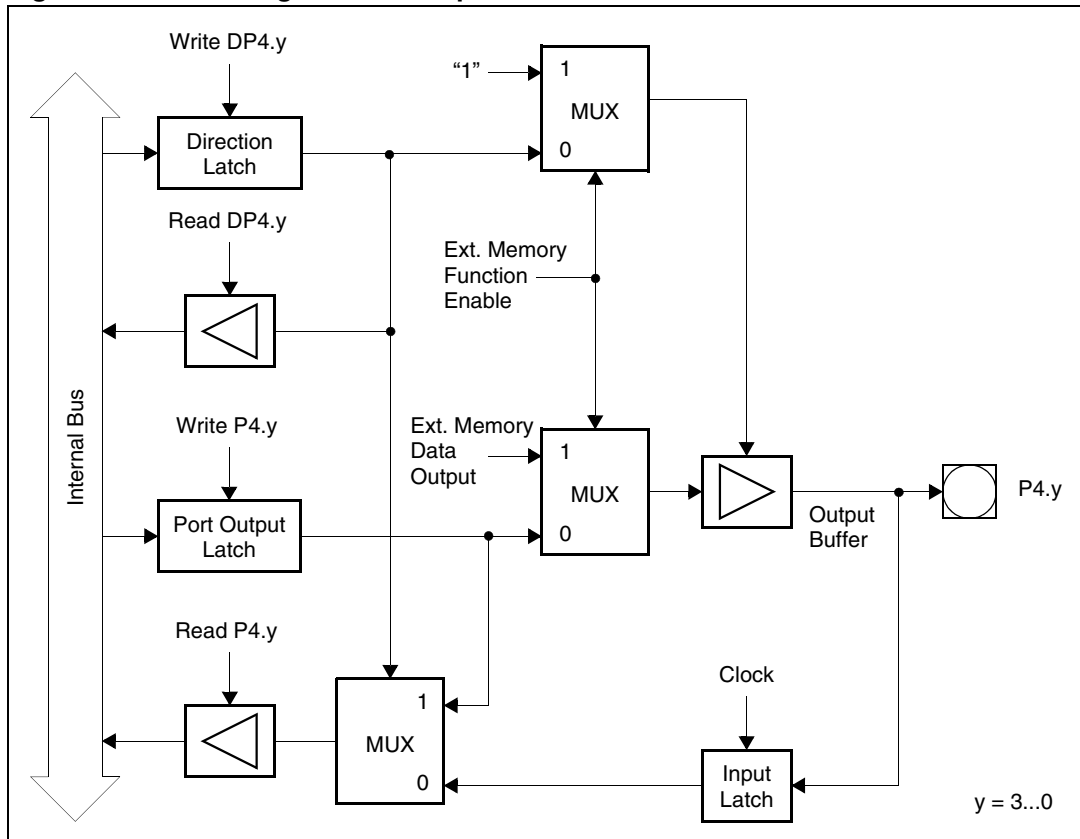 Write DP4.y
“1”
1
MUX
0
Direction
Latch
Read DP4.y
Ext. Memory
Function
Enable
Internal Bus
Write P4.y
Ext. Memory
Data
Output
1
MUX
0
Port Output
Latch
Output
Buffer
P4.y
Read P4.y
Clock
1
MUX
0
Input
Latch
y = 3...0